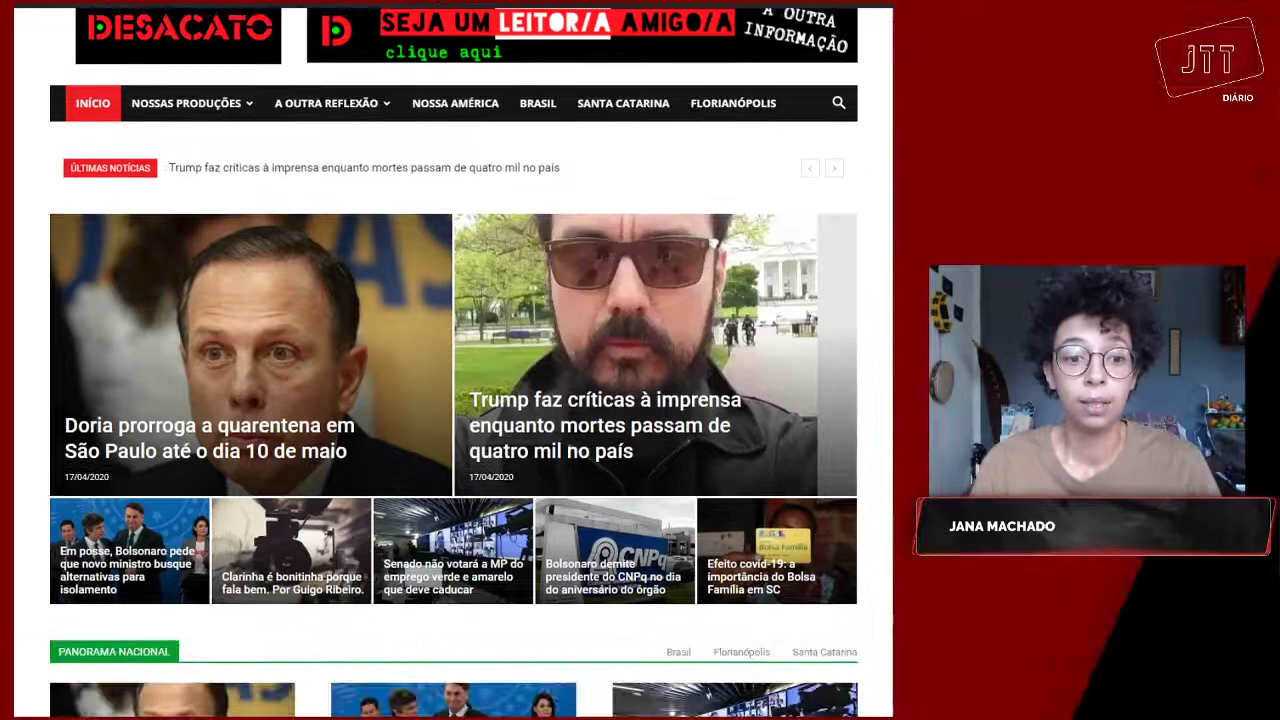 DESACATO
SEJA UM LEITOR/A AMIGO/A
clique aqui
A OUTRA
INFORMAÇÃO
JTT
DIÁRIO
INÍCIO
NOSSAS PRODUÇÕES
A OUTRA REFLEXÃO
NOSSA AMÉRICA
BRASIL
SANTA CATARINA
FLORIANÓPOLIS
ÚLTIMAS NOTÍCIAS
Trump faz críticas à imprensa enquanto mortes passam de quatro mil no país
Doria prorroga a quarentena em
São Paulo até o dia 10 de maio
17/04/2020
Trump faz críticas à imprensa
enquanto mortes passam de
quatro mil no país
17/04/2020
Em posse, Bolsonaro pede
que novo ministro busque
alternativas para
isolamento
Clarinha é bonitinha porque
fala bem. Por Guigo Ribeiro.
Senado não votará a MP do
emprego verde e amarelo
que deve caducar
CNPq
Bolsonaro demite
presidente do CNPq no dia
do aniversário do órgão
Bolsa Família
Efeito covid-19: a
importância do Bolsa
Família em SC
JANA MACHADO
PANORAMA NACIONAL
Brasil
Florianópolis
Santa Catarina